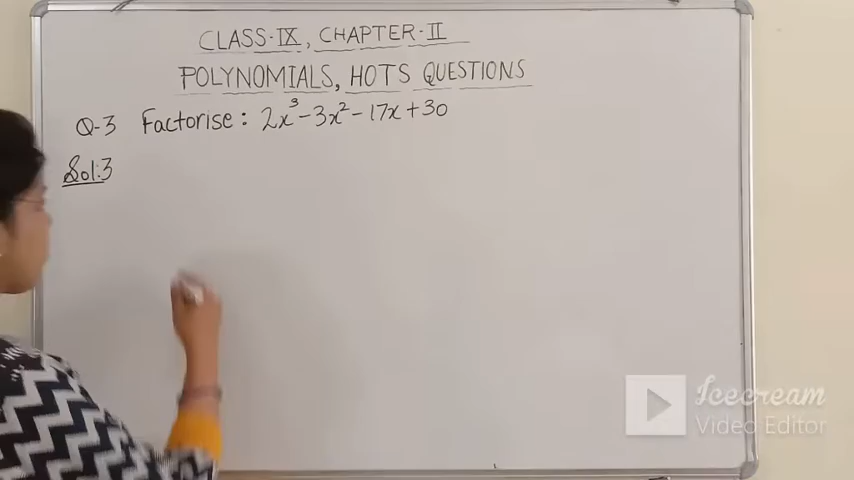 CLASS-IX, CHAPTER-II
POLYNOMIALS, HOTS QUESTIONS
Q-3 Factorise: 2x³-3x²-17x+30
Sol:3
Icecream
Video Editor